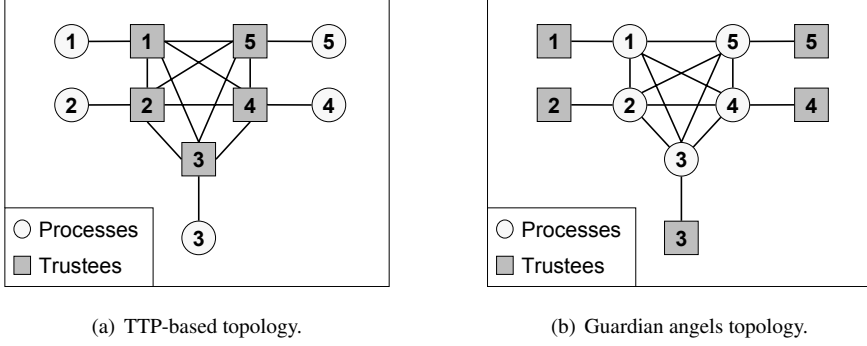 1 1 5 5
2 2 4 4
3
3
Processes
Trustees
(a) TTP-based topology.
1 1 5 5
2 2 4 4
3
3
Processes
Trustees
(b) Guardian angels topology.